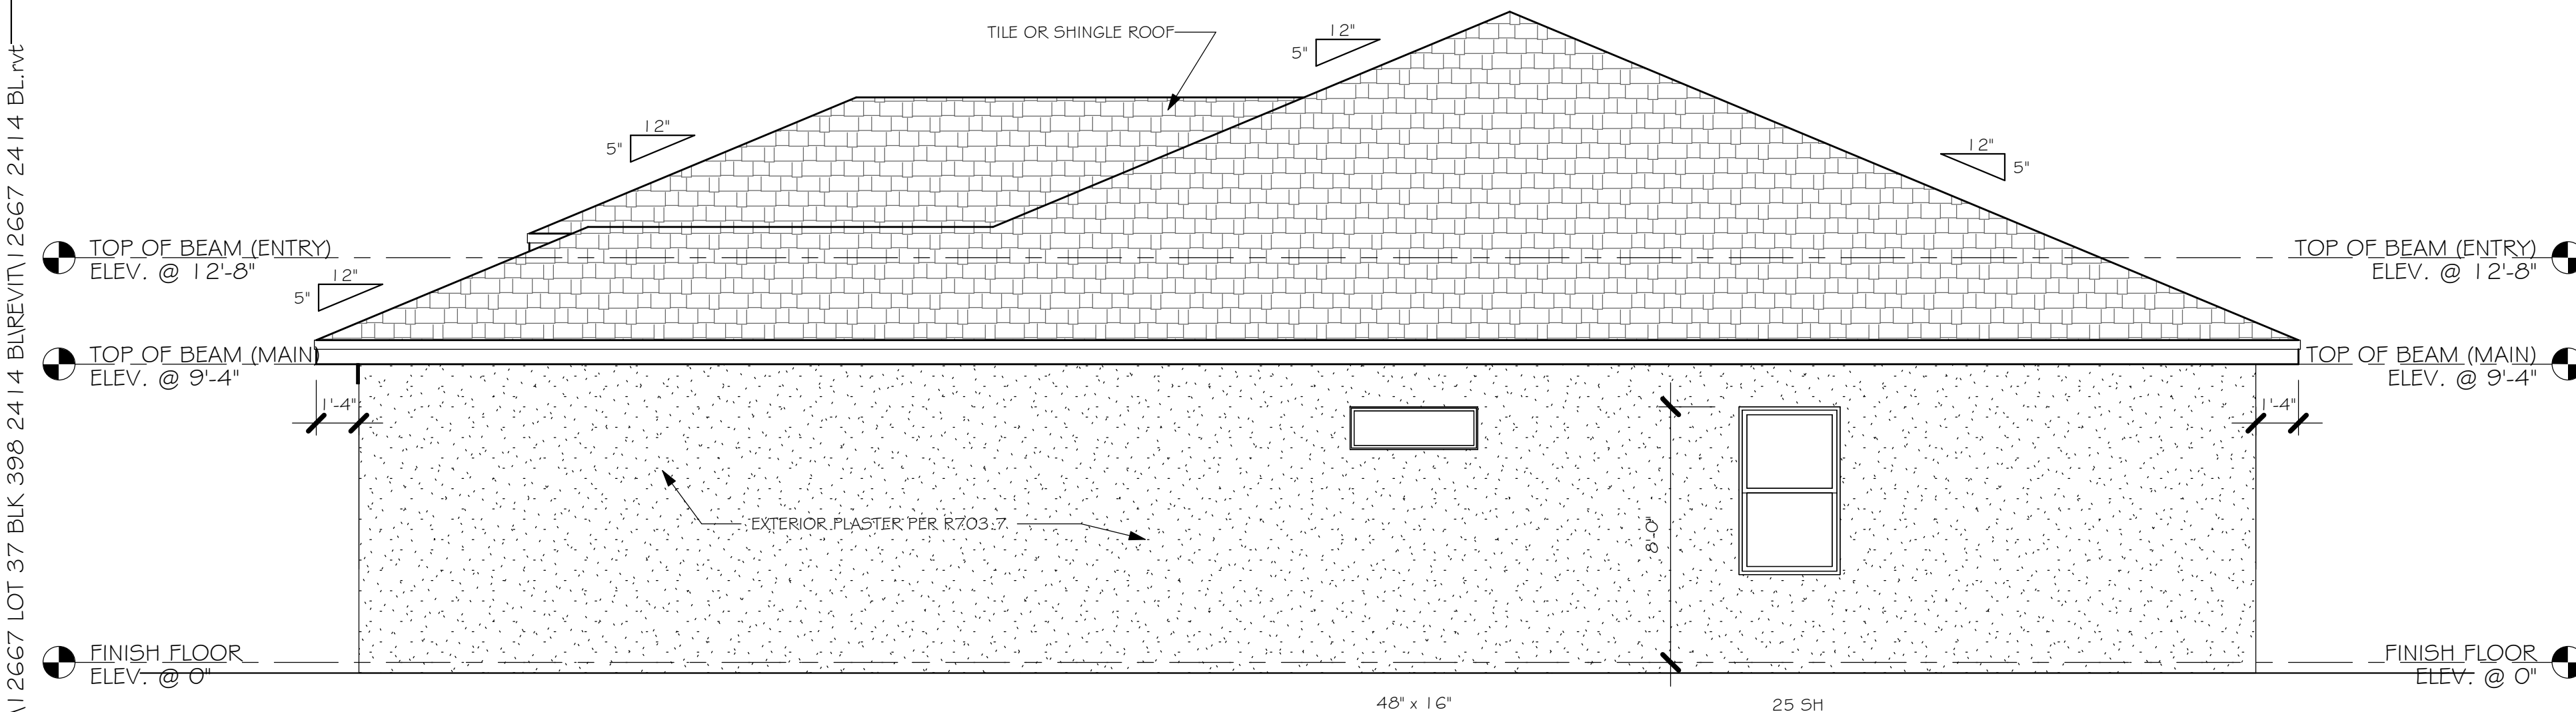 \12667 LOT 37 BLK 398 2414 BL\REVIT\12667 2414 BL.rvt
TILE OR SHINGLE ROOF
12"
5"
12"
5"
12"
5"
12"
5"
TOP OF BEAM (ENTRY)
ELEV. @ 12'-8"
TOP OF BEAM (ENTRY)
ELEV. @ 12'-8"
TOP OF BEAM (MAIN)
ELEV. @ 9'-4"
TOP OF BEAM (MAIN)
ELEV. @ 9'-4"
1'-4"
1'-4"
EXTERIOR PLASTER PER R703.7
8'-0"
FINISH FLOOR
ELEV. @ 0"
FINISH FLOOR
ELEV. @ 0"
48" x 16"
25 SH